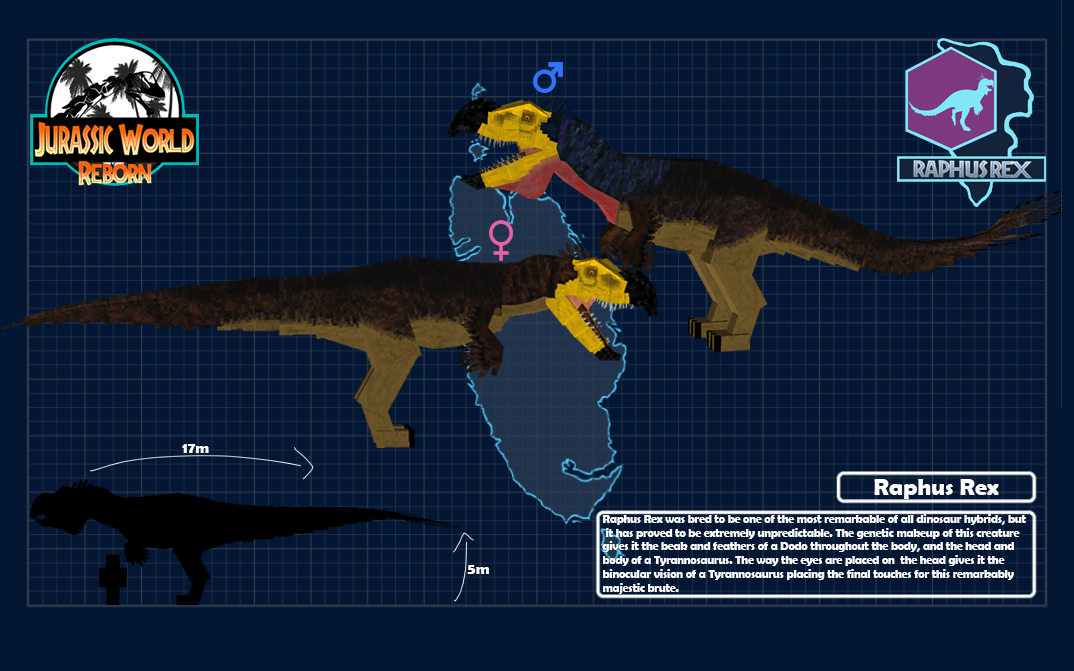 JURASSIC WORLD
REBORN
RAPHUS REX
17m
5m
Raphus Rex
Raphus Rex was bred to be one of the most remarkable of all dinosaur hybrids, but
it has proved to be extremely unpredictable. The genetic makeup of this creature
gives it the beak and feathers of a Dodo throughout the body, and the head and
body of a Tyrannosaurus. The way the eyes are placed on the head gives it the
binocular vision of a Tyrannosaurus placing the final touches for this remarkably
majestic brute.